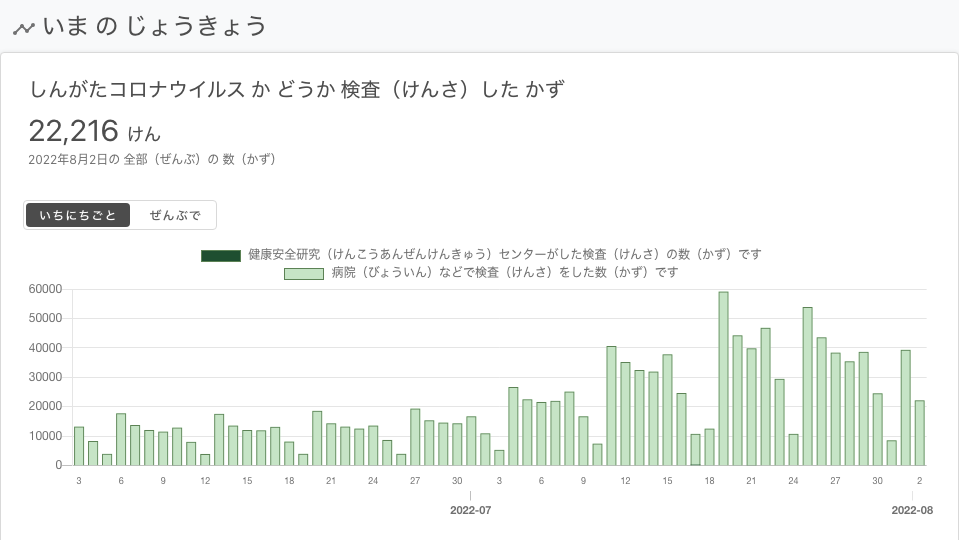 いま の じょうきょう
しんがたコロナウイルス か どうか 検査（けんさ）した かず
22,216 けん
2022年8月2日の 全部（ぜんぶ）の 数（かず）
いちにちごと ぜんぶで
健康安全研究（けんこうあんぜんけんきゅう）センターがした検査（けんさ）の数（かず）です
病院（びょういん）などで検査（けんさ）をした数（かず）です
60000
50000
40000
30000
20000
10000
0
3 6 9 12 15 18 21 24 27 30 3 6 9 12 15 18 21 24 27 30 2
2022-07 2022-08